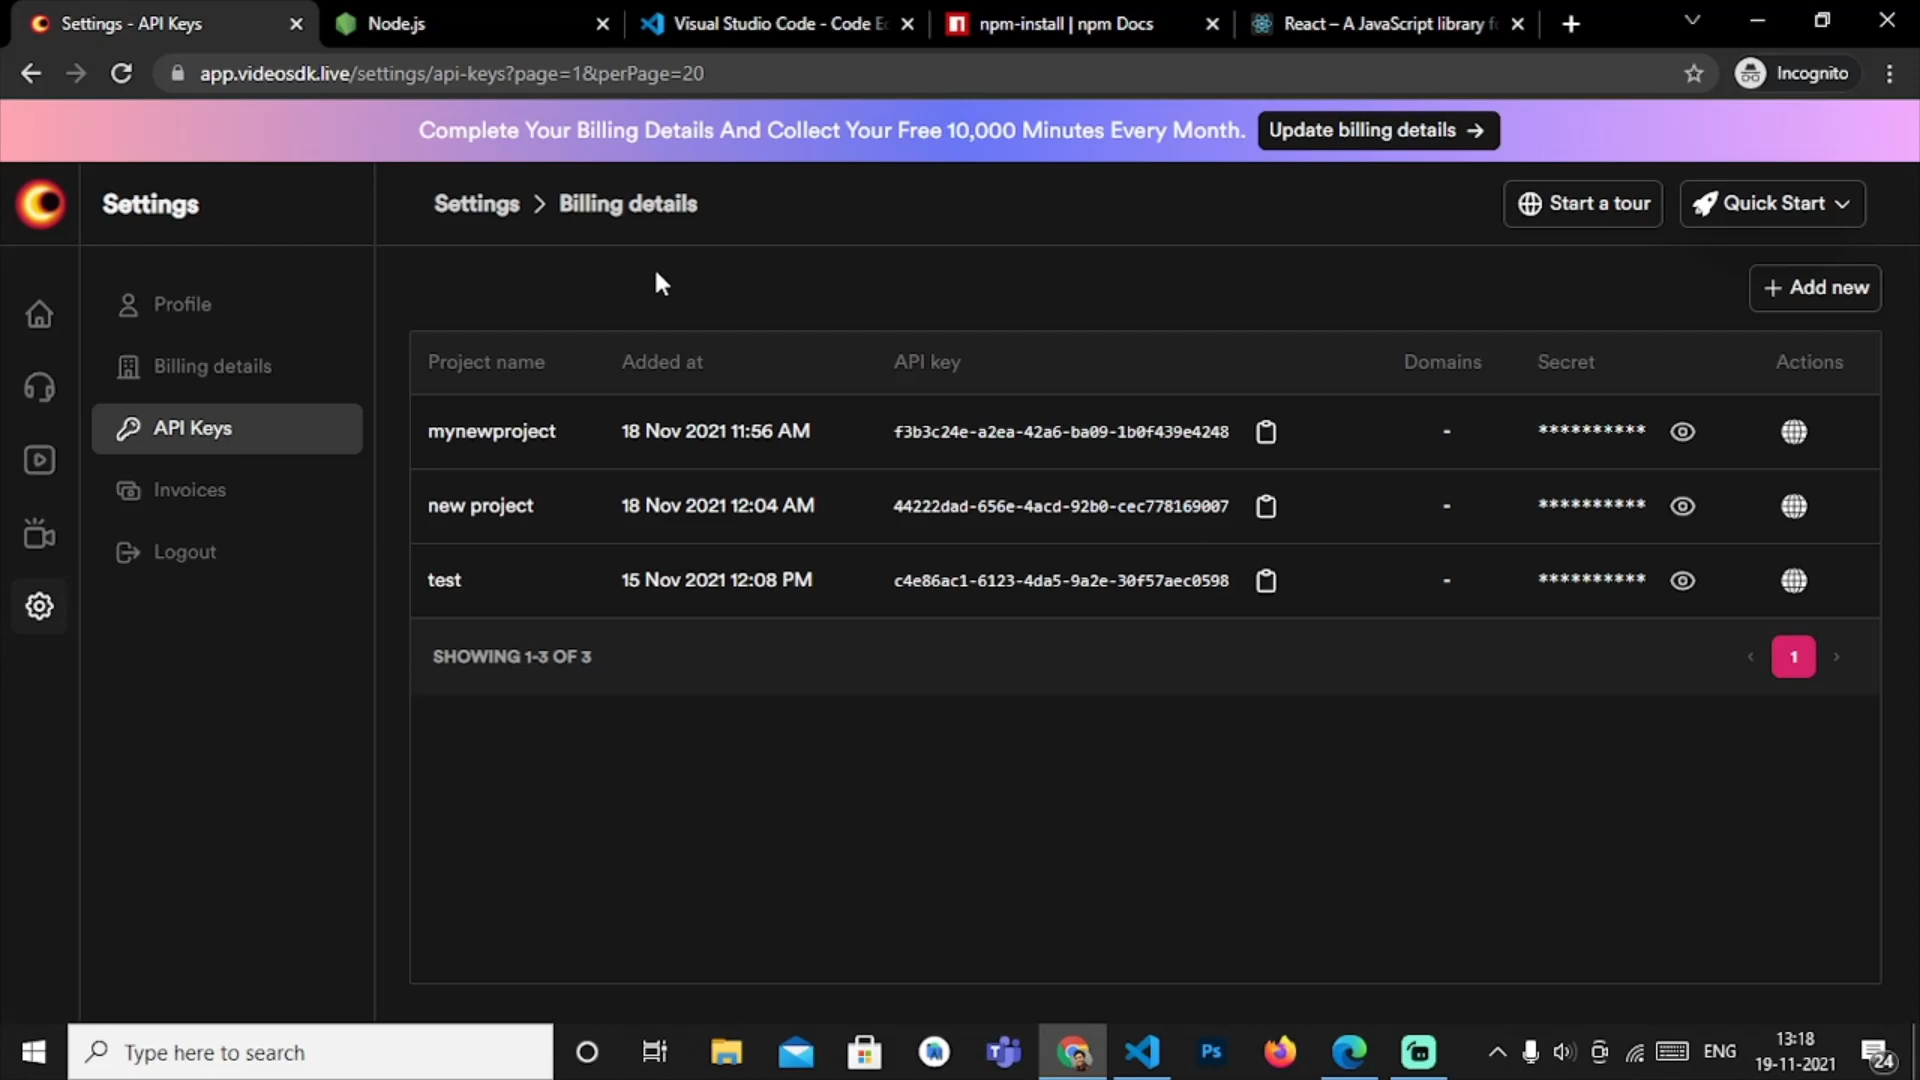 Settings - API Keys
Node.js
Visual Studio Code - Code E
npm-install | npm Docs
React – A JavaScript library f
app.videosdk.live/settings/api-keys?page=1&perPage=20
Incognito
Complete Your Billing Details And Collect Your Free 10,000 Minutes Every Month.
Update billing details →
Settings
Settings > Billing details
Start a tour
Quick Start
Profile
Billing details
API Keys
Invoices
Logout
+ Add new
Project name Added at API key Domains Secret Actions
mynewproject 18 Nov 2021 11:56 AM f3b3c24e-a2ea-42a6-ba09-1b0f439e4248 - **********
new project 18 Nov 2021 12:04 AM 44222dad-656e-4acd-92b0-cec778169007 - **********
test 15 Nov 2021 12:08 PM c4e86ac1-6123-4da5-9a2e-30f57aec0598 - **********
SHOWING 1-3 OF 3
‹ 1 ›
Type here to search
Ps
ENG
13:18
19-11-2021
24